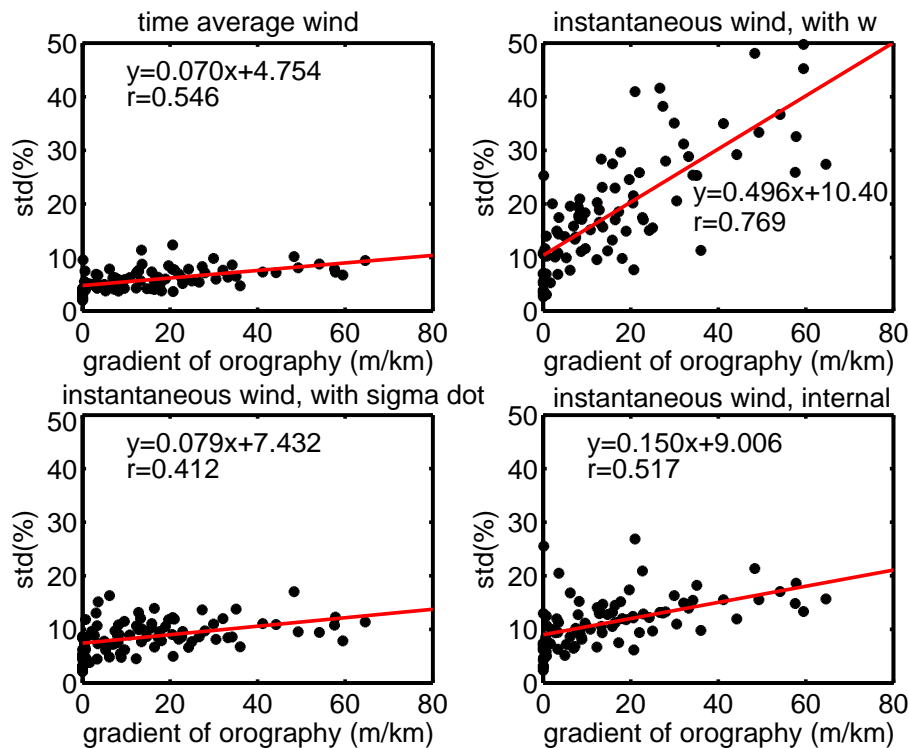 time average wind
50
40
30
20
10
0
std(%)
y=0.070x+4.754
r=0.546
0 20 40 60 80
gradient of orography (m/km)
instantaneous wind, with w
50
40
30
20
10
0
std(%)
y=0.496x+10.40
r=0.769
0 20 40 60 80
gradient of orography (m/km)
instantaneous wind, with sigma dot
50
40
30
20
10
0
std(%)
y=0.079x+7.432
r=0.412
0 20 40 60 80
gradient of orography (m/km)
instantaneous wind, internal
50
40
30
20
10
0
std(%)
y=0.150x+9.006
r=0.517
0 20 40 60 80
gradient of orography (m/km)